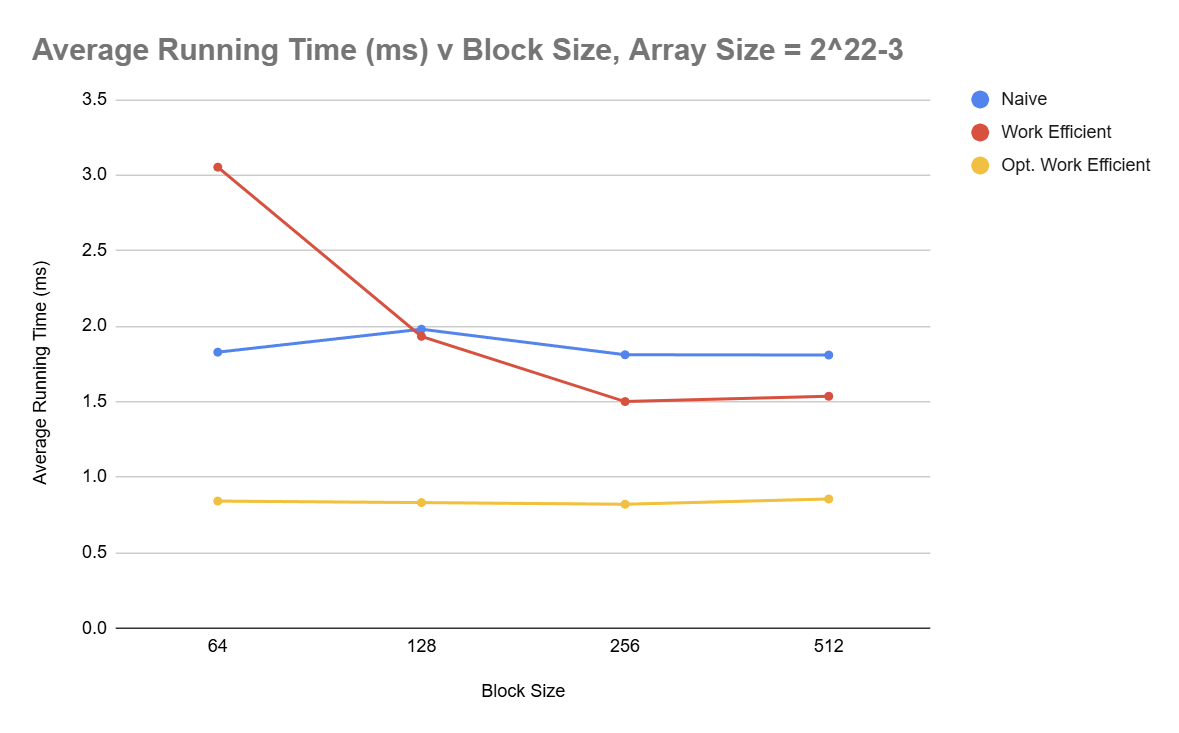 Average Running Time (ms) v Block Size, Array Size = 2^22-3
Naive
Work Efficient
Opt. Work Efficient
Average Running Time (ms)
3.5
3.0
2.5
2.0
1.5
1.0
0.5
0.0
64 128 256 512
Block Size